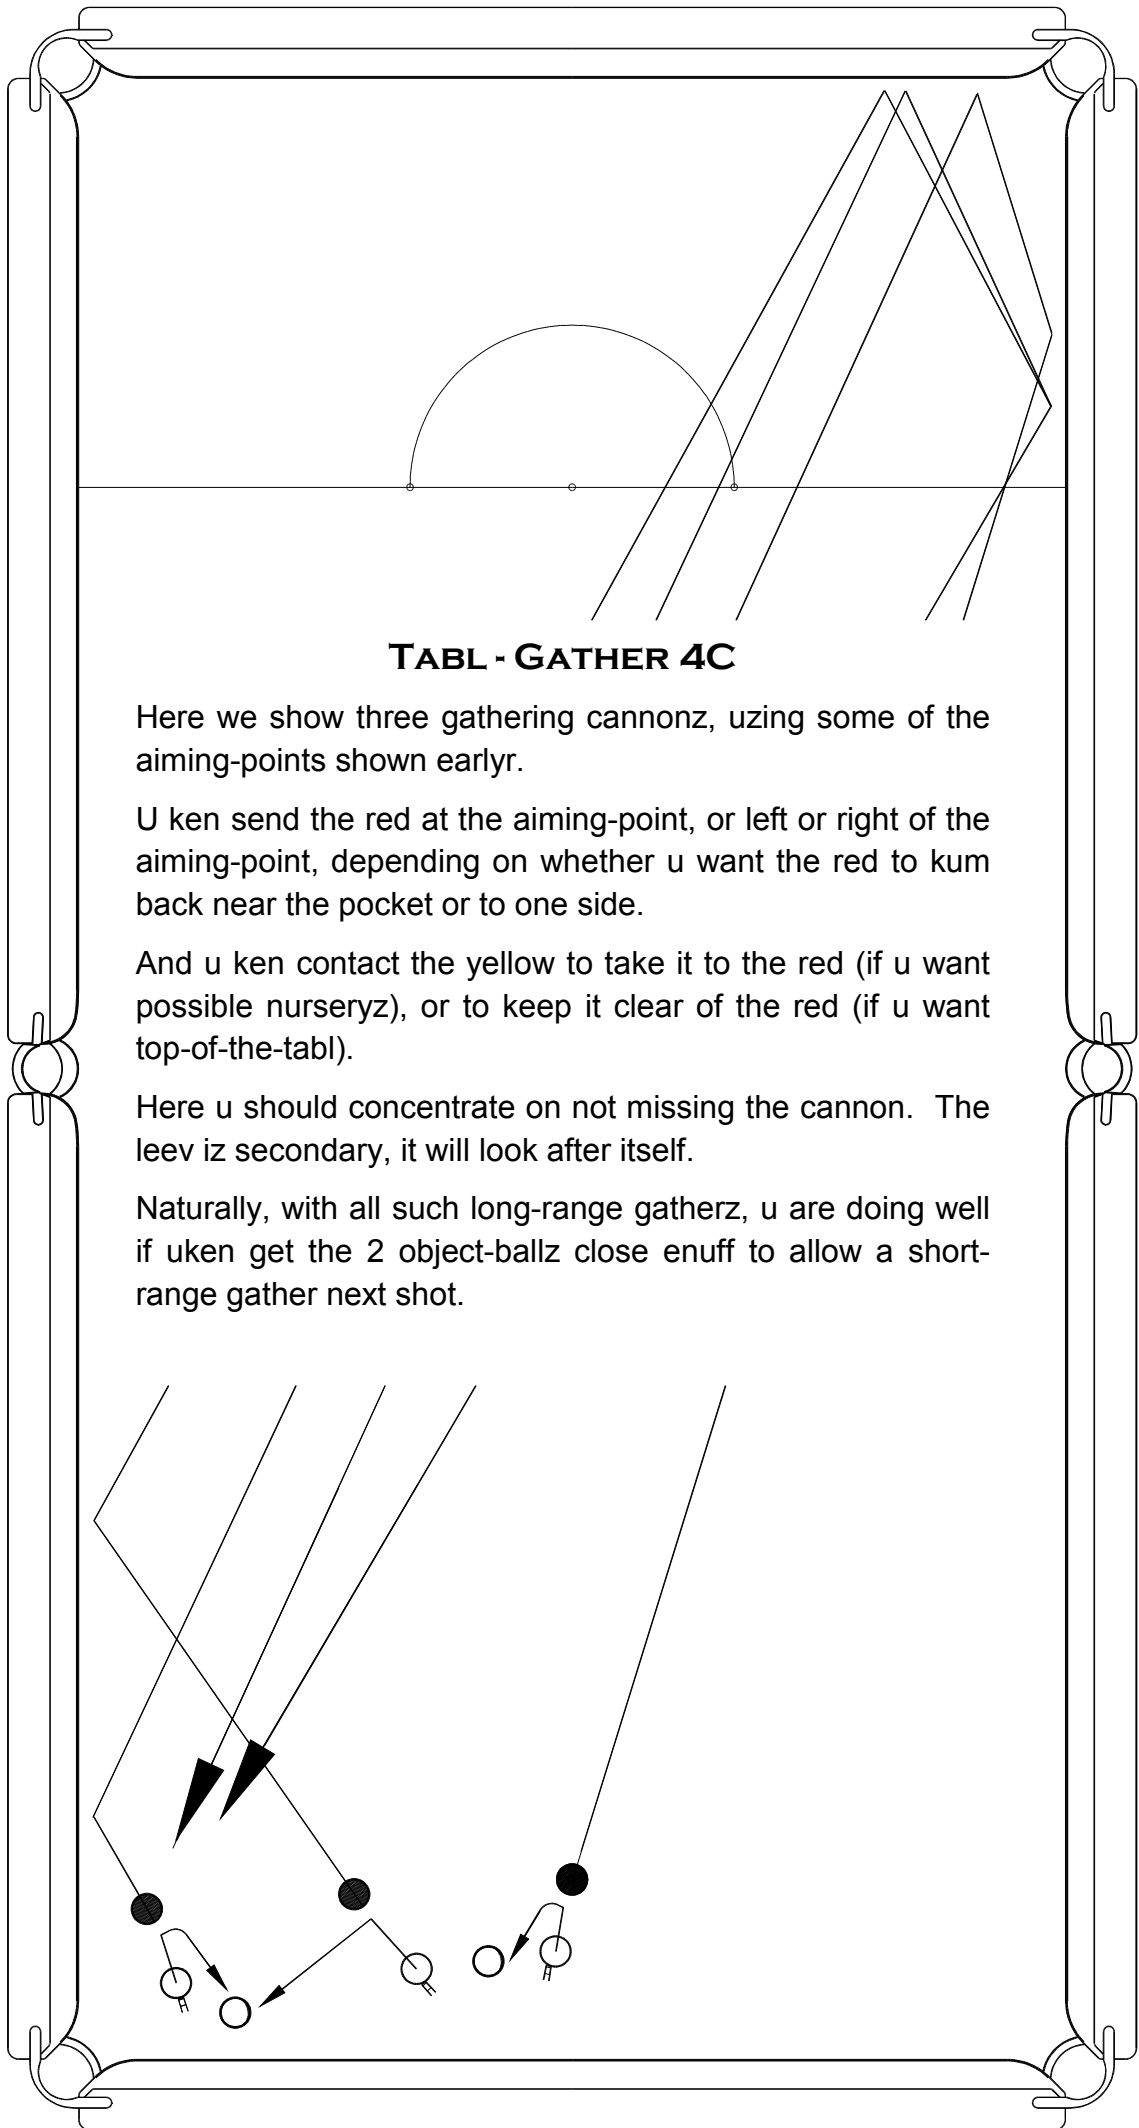 TABL - GATHER 4C
Here we show three gathering cannonz, uzing some of the
aiming-points shown earlyr.
U ken send the red at the aiming-point, or left or right of the
aiming-point, depending on whether u want the red to kum
back near the pocket or to one side.
And u ken contact the yellow to take it to the red (if u want
possible nurseryz), or to keep it clear of the red (if u want
top-of-the-tabl).
Here u should concentrate on not missing the cannon. The
leev iz secondary, it will look after itself.
Naturally, with all such long-range gatherz, u are doing well
if uken get the 2 object-ballz close enuff to allow a short-
range gather next shot.